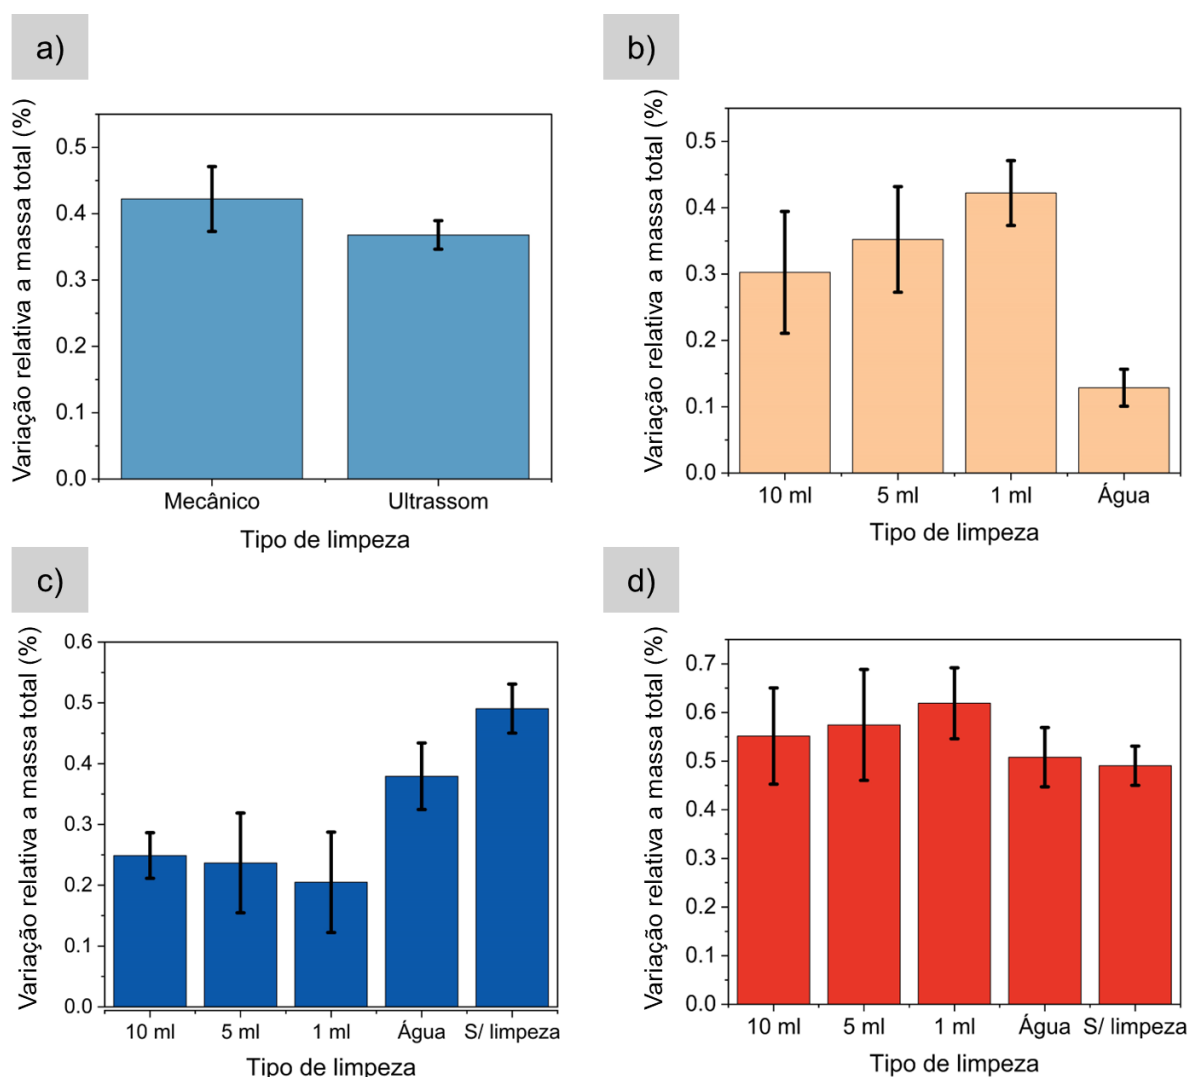 a)
Variação relativa a massa total (%)
0.5
0.4
0.3
0.2
0.1
0.0
Mecânico Ultrassom
Tipo de limpeza
b)
Variação relativa a massa total (%)
0.5
0.4
0.3
0.2
0.1
0.0
10 ml 5 ml 1 ml Água
Tipo de limpeza
c)
Variação relativa a massa total (%)
0.6
0.5
0.4
0.3
0.2
0.1
0.0
10 ml 5 ml 1 ml Água S/ limpeza
Tipo de limpeza
d)
Variação relativa a massa total (%)
0.7
0.6
0.5
0.4
0.3
0.2
0.1
0.0
10 ml 5 ml 1 ml Água S/ limpeza
Tipo de limpeza